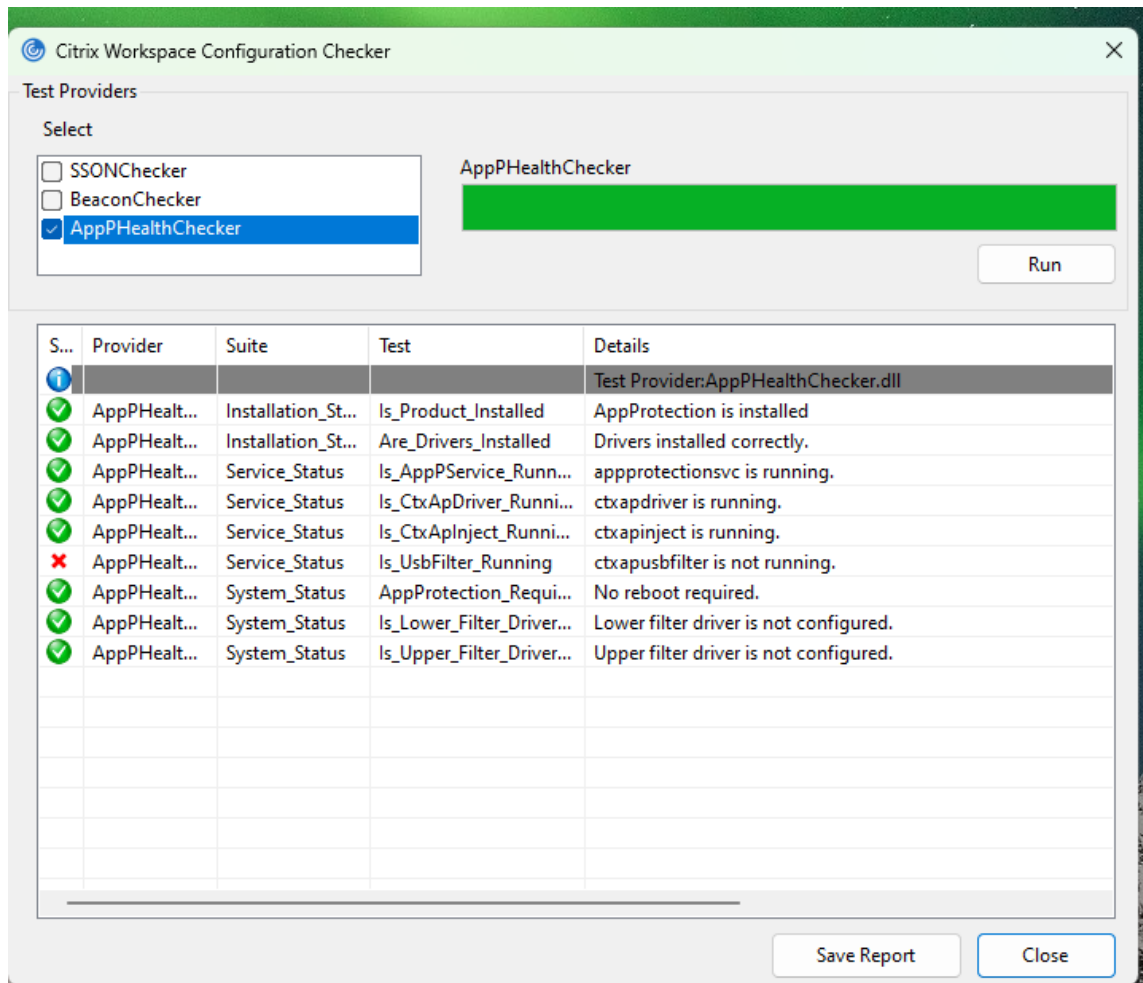 Citrix Workspace Configuration Checker
Test Providers
Select
SSONChecker
BeaconChecker
AppPHealthChecker
AppPHealthChecker
Run
S... Provider Suite Test Details
Test Provider:AppPHealthChecker.dll
AppPHealt... Installation_St... Is_Product_Installed AppProtection is installed
AppPHealt... Installation_St... Are_Drivers_Installed Drivers installed correctly.
AppPHealt... Service_Status Is_AppPService_Runn... appprotectionsvc is running.
AppPHealt... Service_Status Is_CtxApDriver_Runni... ctxapdriver is running.
AppPHealt... Service_Status Is_CtxApInject_Runni... ctxapinject is running.
AppPHealt... Service_Status Is_UsbFilter_Running ctxapusbfilter is not running.
AppPHealt... System_Status AppProtection_Requi... No reboot required.
AppPHealt... System_Status Is_Lower_Filter_Driver... Lower filter driver is not configured.
AppPHealt... System_Status Is_Upper_Filter_Driver... Upper filter driver is not configured.
Save Report Close